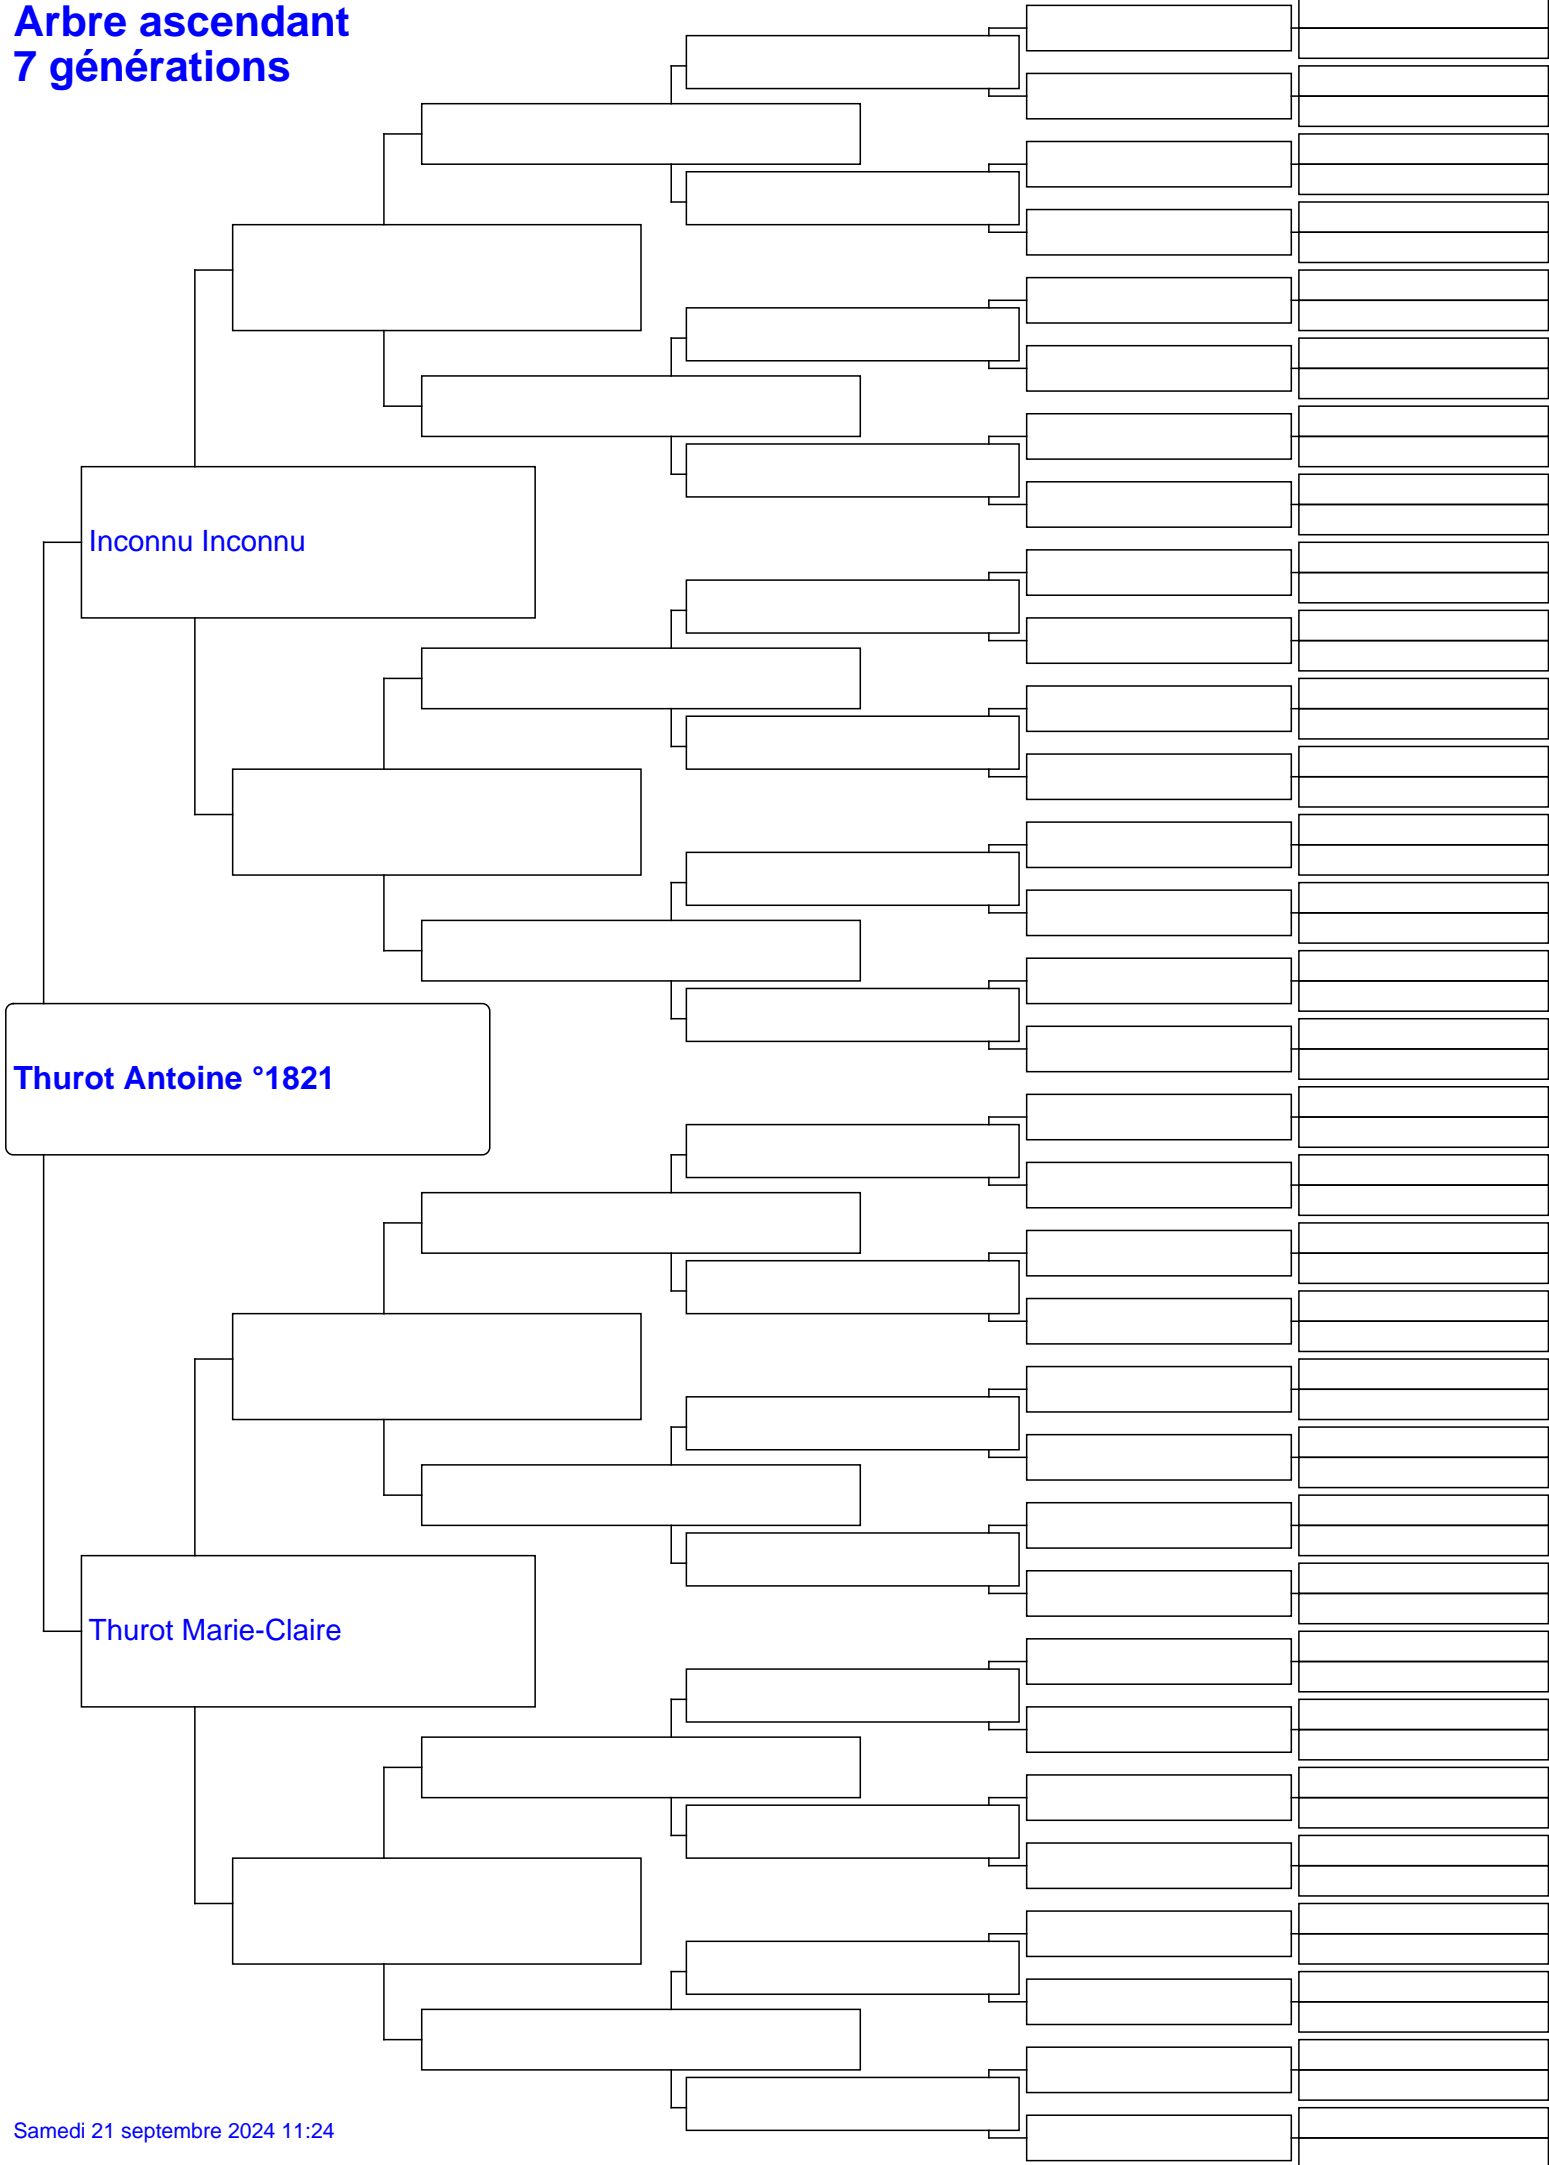 Arbre ascendant
7 générations
Inconnu Inconnu
Thurot Antoine °1821
Thurot Marie-Claire
Samedi 21 septembre 2024 11:24